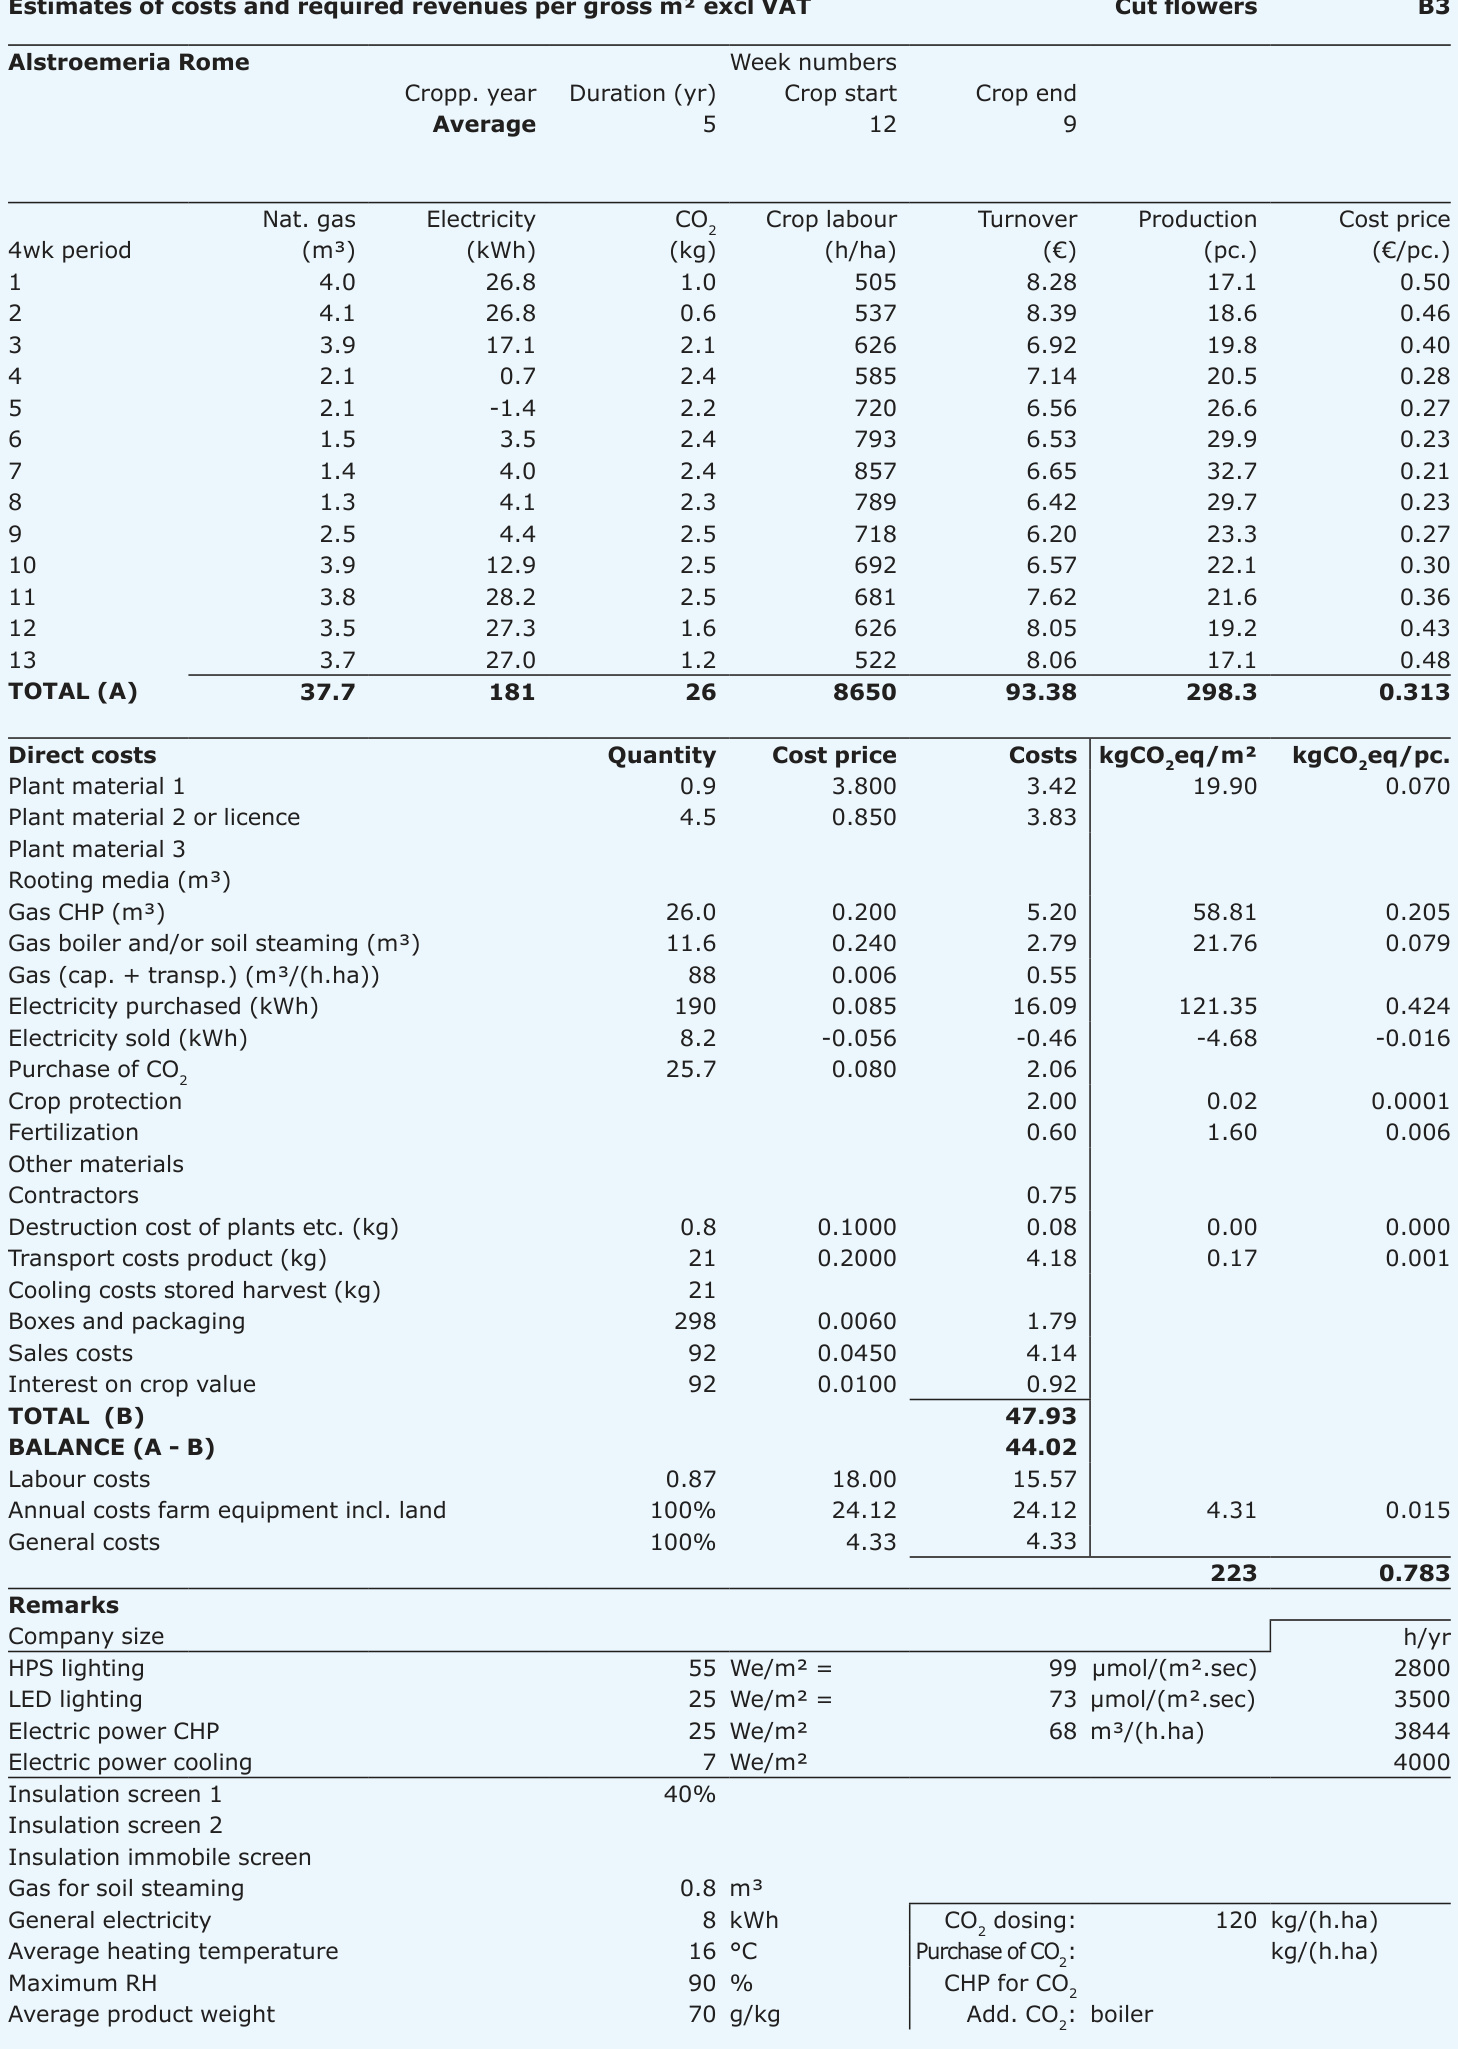 Estimates of costs and required revenues per gross m² excl VAT Cut flowers B3
Alstroemeria Rome Week numbers
Cropp. year Duration (yr) Crop start Crop end
Average 5 12 9
Nat. gas Electricity CO₂ Crop labour Turnover Production Cost price
4wk period (m³) (kWh) (kg) (h/ha) (€) (pc.) (€/pc.)
1 4.0 26.8 1.0 505 8.28 17.1 0.50
2 4.1 26.8 0.6 537 8.39 18.6 0.46
3 3.9 17.1 2.1 626 6.92 19.8 0.40
4 2.1 0.7 2.4 585 7.14 20.5 0.28
5 2.1 -1.4 2.2 720 6.56 26.6 0.27
6 1.5 3.5 2.4 793 6.53 29.9 0.23
7 1.4 4.0 2.4 857 6.65 32.7 0.21
8 1.3 4.1 2.3 789 6.42 29.7 0.23
9 2.5 4.4 2.5 718 6.20 23.3 0.27
10 3.9 12.9 2.5 692 6.57 22.1 0.30
11 3.8 28.2 2.5 681 7.62 21.6 0.36
12 3.5 27.3 1.6 626 8.05 19.2 0.43
13 3.7 27.0 1.2 522 8.06 17.1 0.48
TOTAL (A) 37.7 181 26 8650 93.38 298.3 0.313
Direct costs Quantity Cost price Costs kgCO₂eq/m² kgCO₂eq/pc.
Plant material 1 0.9 3.800 3.42 19.90 0.070
Plant material 2 or licence 4.5 0.850 3.83
Plant material 3
Rooting media (m³)
Gas CHP (m³) 26.0 0.200 5.20 58.81 0.205
Gas boiler and/or soil steaming (m³) 11.6 0.240 2.79 21.76 0.079
Gas (cap. + transp.) (m³/(h.ha)) 88 0.006 0.55
Electricity purchased (kWh) 190 0.085 16.09 121.35 0.424
Electricity sold (kWh) 8.2 -0.056 -0.46 -4.68 -0.016
Purchase of CO₂ 25.7 0.080 2.06
Crop protection 2.00 0.02 0.0001
Fertilization 0.60 1.60 0.006
Other materials
Contractors 0.75
Destruction cost of plants etc. (kg) 0.8 0.1000 0.08 0.00 0.000
Transport costs product (kg) 21 0.2000 4.18 0.17 0.001
Cooling costs stored harvest (kg) 21
Boxes and packaging 298 0.0060 1.79
Sales costs 92 0.0450 4.14
Interest on crop value 92 0.0100 0.92
TOTAL (B) 47.93
BALANCE (A - B) 44.02
Labour costs 0.87 18.00 15.57
Annual costs farm equipment incl. land 100% 24.12 24.12 4.31 0.015
General costs 100% 4.33 4.33
223 0.783
Remarks
Company size h/yr
HPS lighting 55 We/m² = 99 µmol/(m².sec) 2800
LED lighting 25 We/m² = 73 µmol/(m².sec) 3500
Electric power CHP 25 We/m² 68 m³/(h.ha) 3844
Electric power cooling 7 We/m² 4000
Insulation screen 1 40%
Insulation screen 2
Insulation immobile screen
Gas for soil steaming 0.8 m³
General electricity 8 kWh CO₂ dosing: 120 kg/(h.ha)
Average heating temperature 16 °C Purchase of CO₂: kg/(h.ha)
Maximum RH 90 % CHP for CO₂
Average product weight 70 g/kg Add. CO₂: boiler